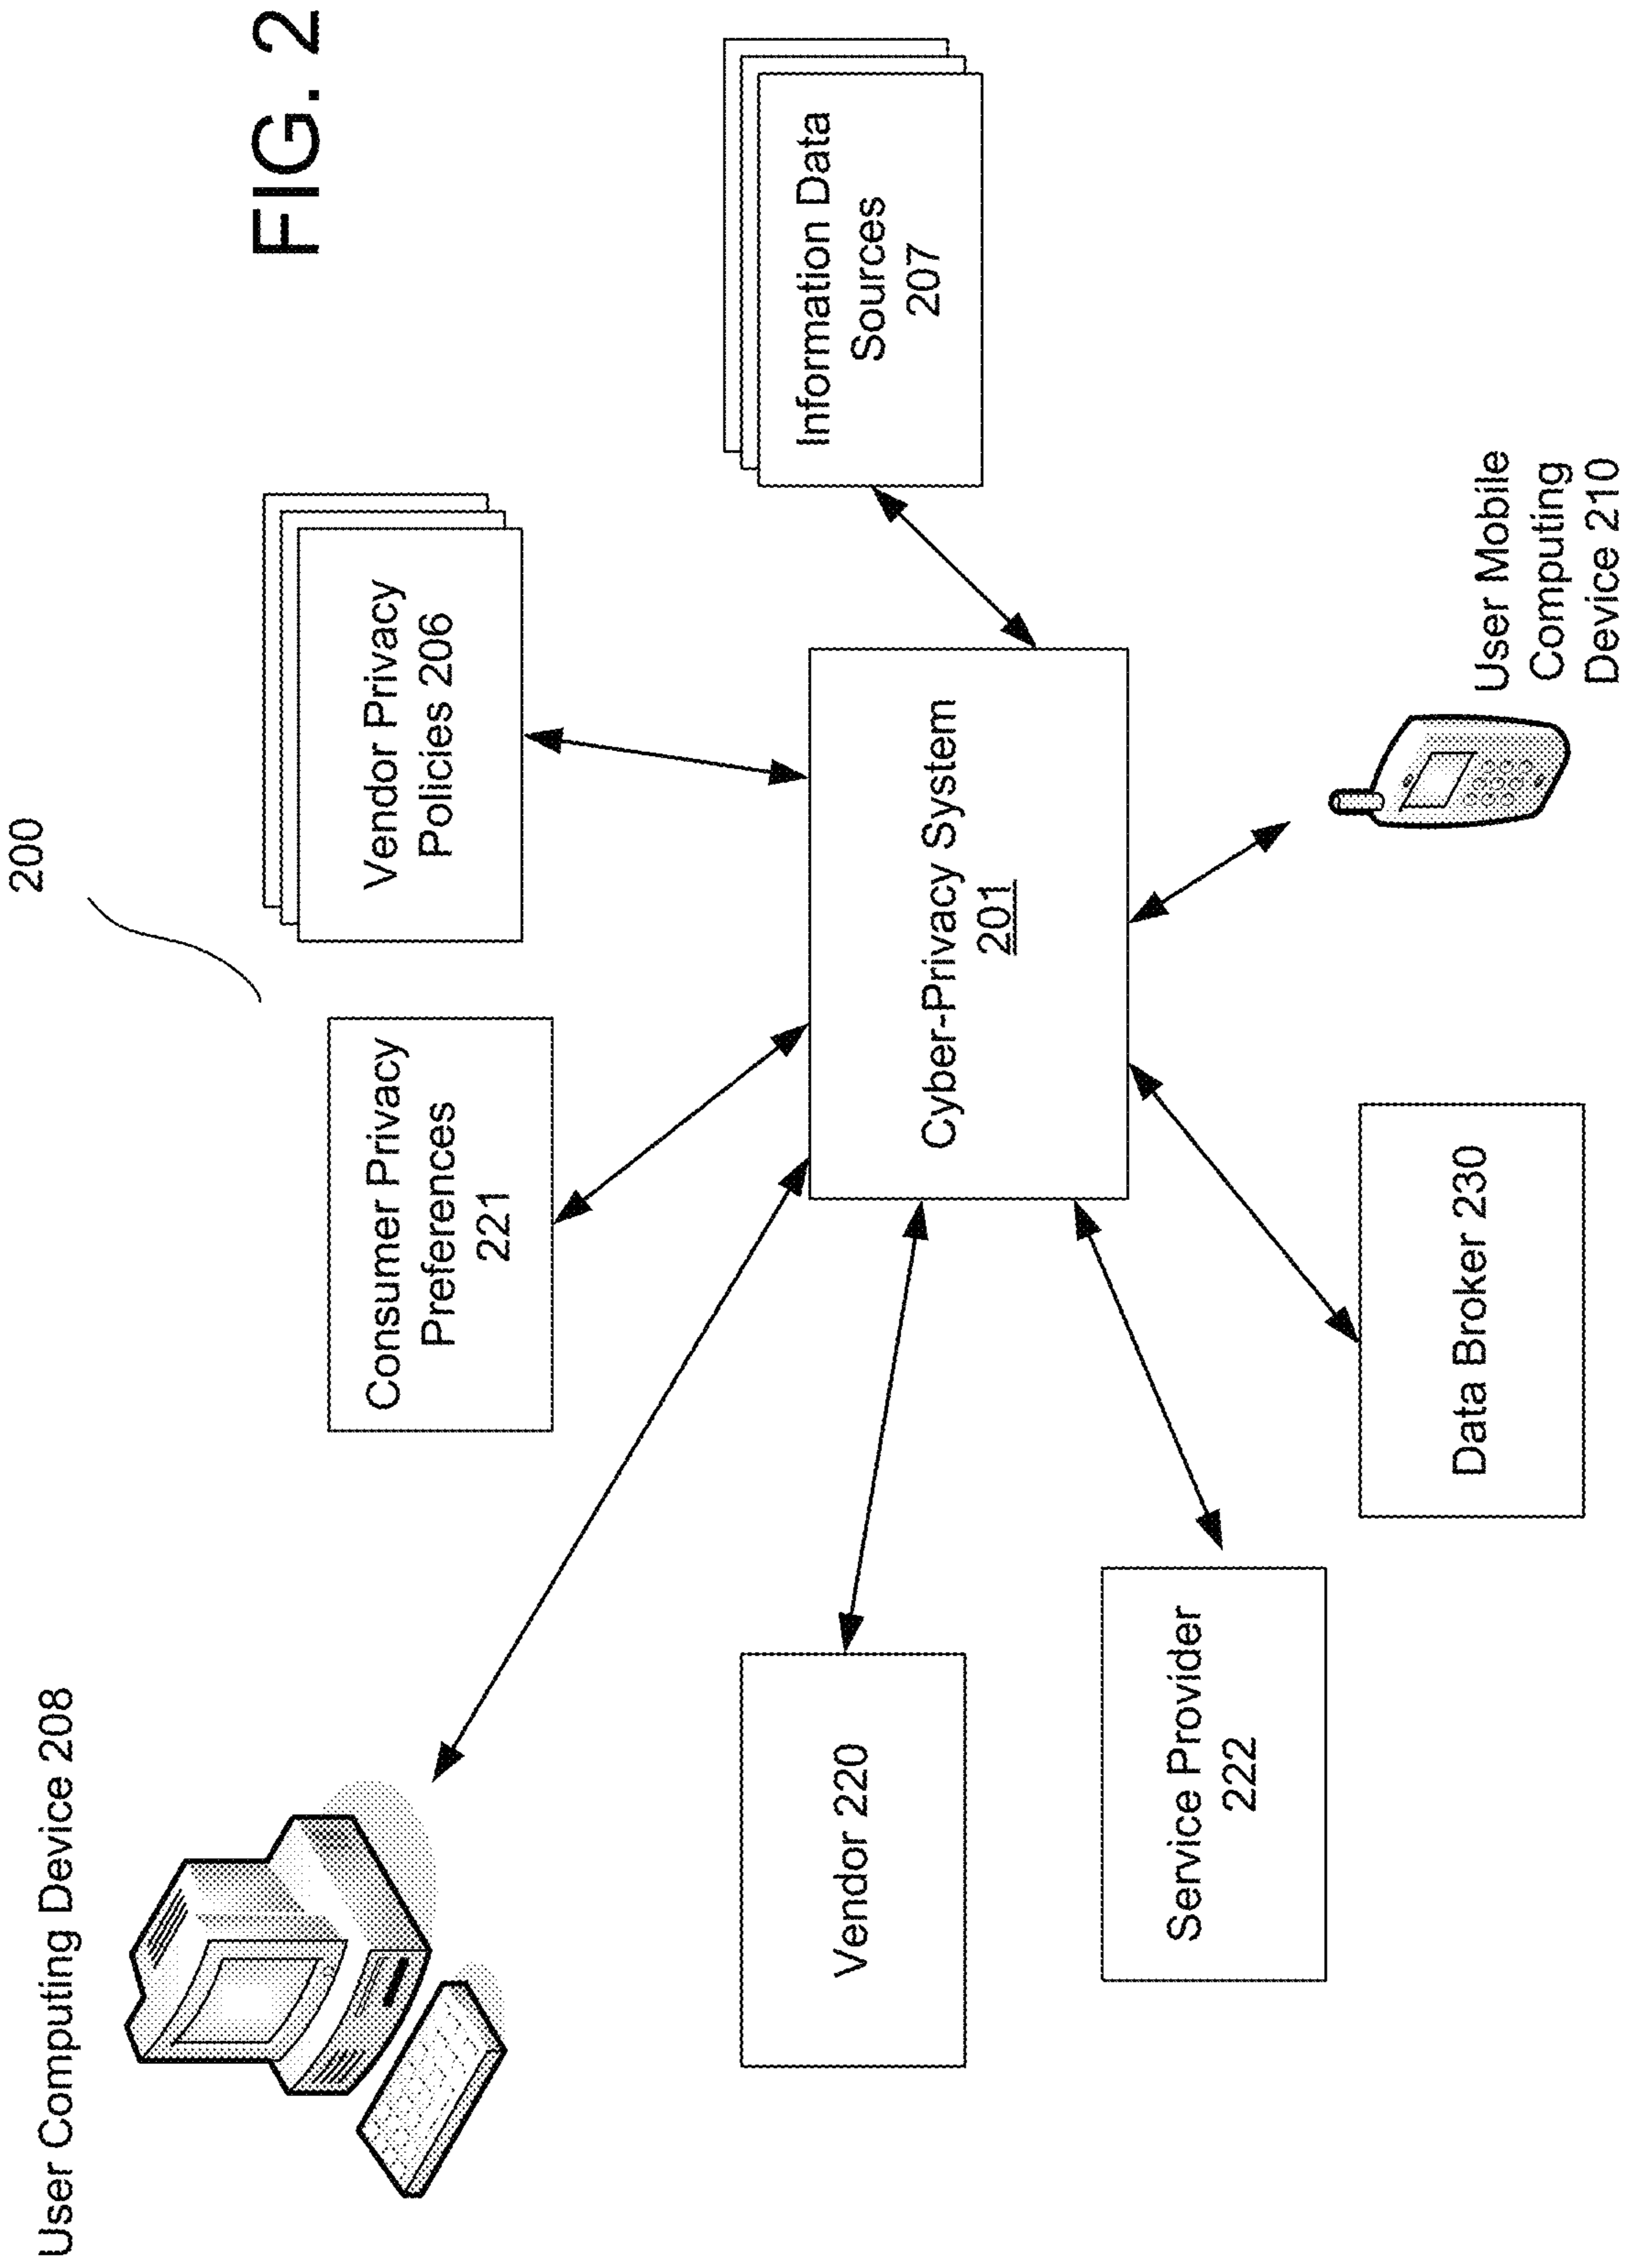 FIG. 2
200
User Computing Device 208
Consumer Privacy
Preferences
221
Vendor Privacy
Policies 206
Information Data
Sources
207
Vendor 220
Cyber-Privacy System
201
Service Provider
222
Data Broker 230
User Mobile
Computing
Device 210